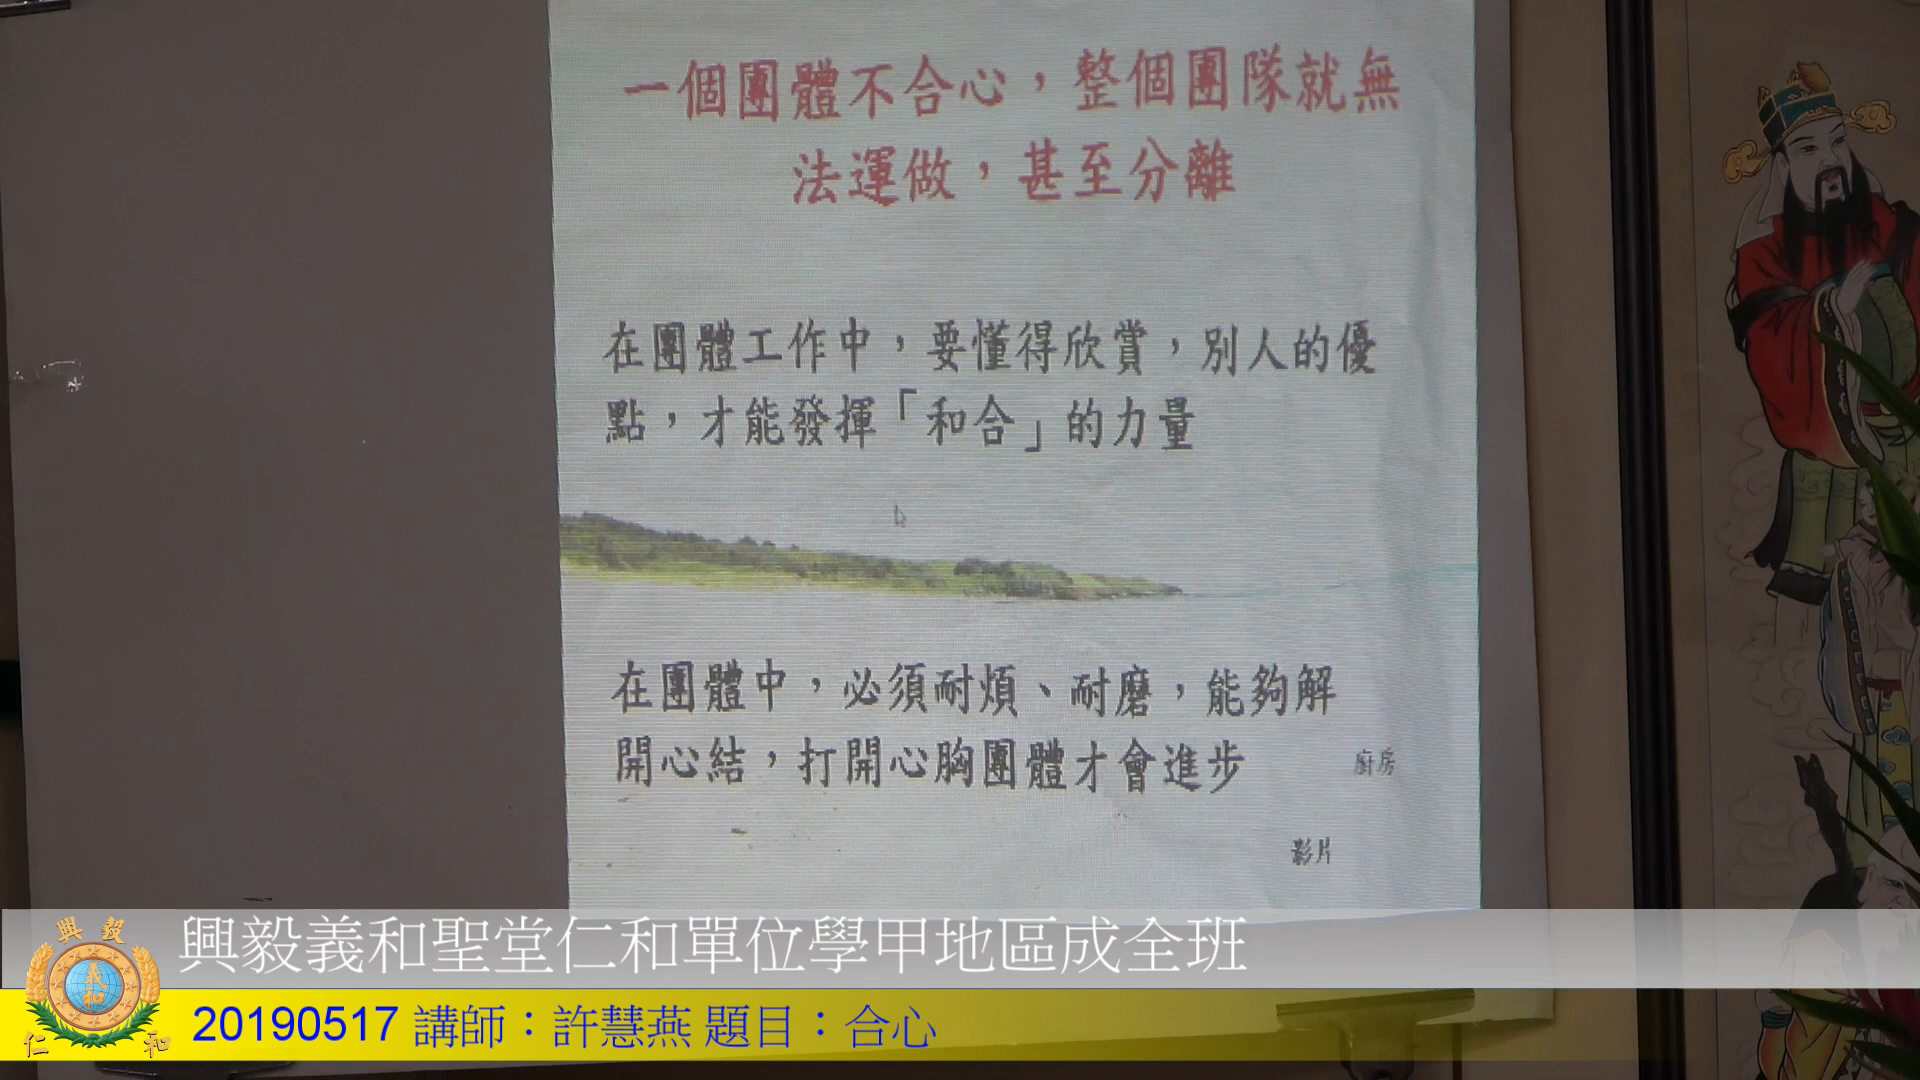 一個團體不合心，整個團隊就無
法運做，甚至分離
在團體工作中，要懂得欣賞，別人的優
點，才能發揮「和合」的力量
在團體中，必須耐煩、耐磨，能夠解
開心結，打開心胸團體才會進步
廚房
影片
興毅
義和
仁和
興毅義和聖堂仁和單位學甲地區成全班
20190517 講師：許慧燕 題目：合心